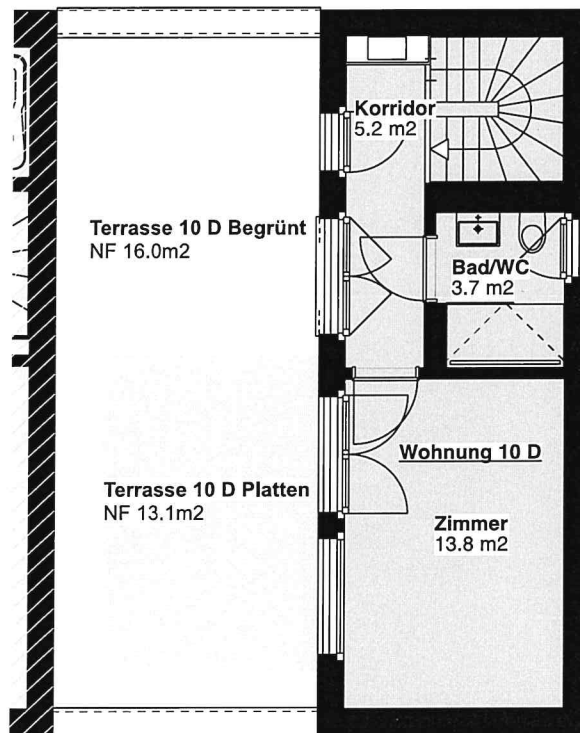 Korridor
5.2 m2
Terrasse 10 D Begrünt
NF 16.0m2
Bad/WC
3.7 m2
Wohnung 10 D
Terrasse 10 D Platten
NF 13.1m2
Zimmer
13.8 m2